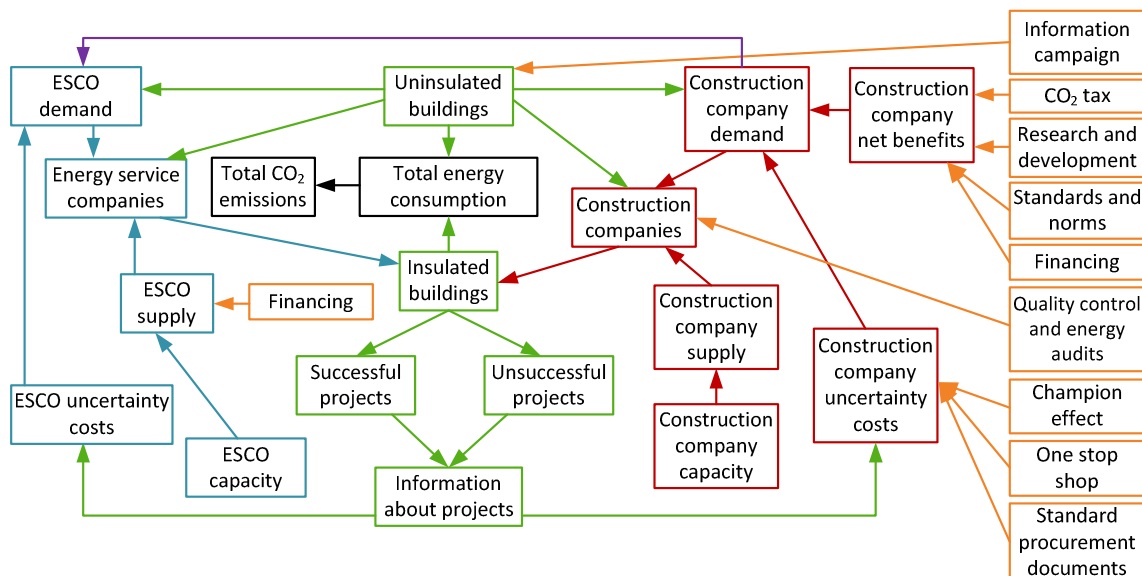 Information
campaign
ESCO
demand
Uninsulated
buildings
Construction
company
demand
Construction
company
net benefits
CO₂ tax
Research and
development
Energy service
companies
Total CO₂
emissions
Total energy
consumption
Construction
companies
Standards and
norms
Financing
Insulated
buildings
ESCO
supply
Financing
Construction
company
supply
Quality control
and energy
audits
Construction
company
uncertainty
costs
Successful
projects
Unsuccessful
projects
ESCO uncertainty
costs
Champion
effect
Construction
company
capacity
ESCO
capacity
One stop
shop
Information
about projects
Standard
procurement
documents